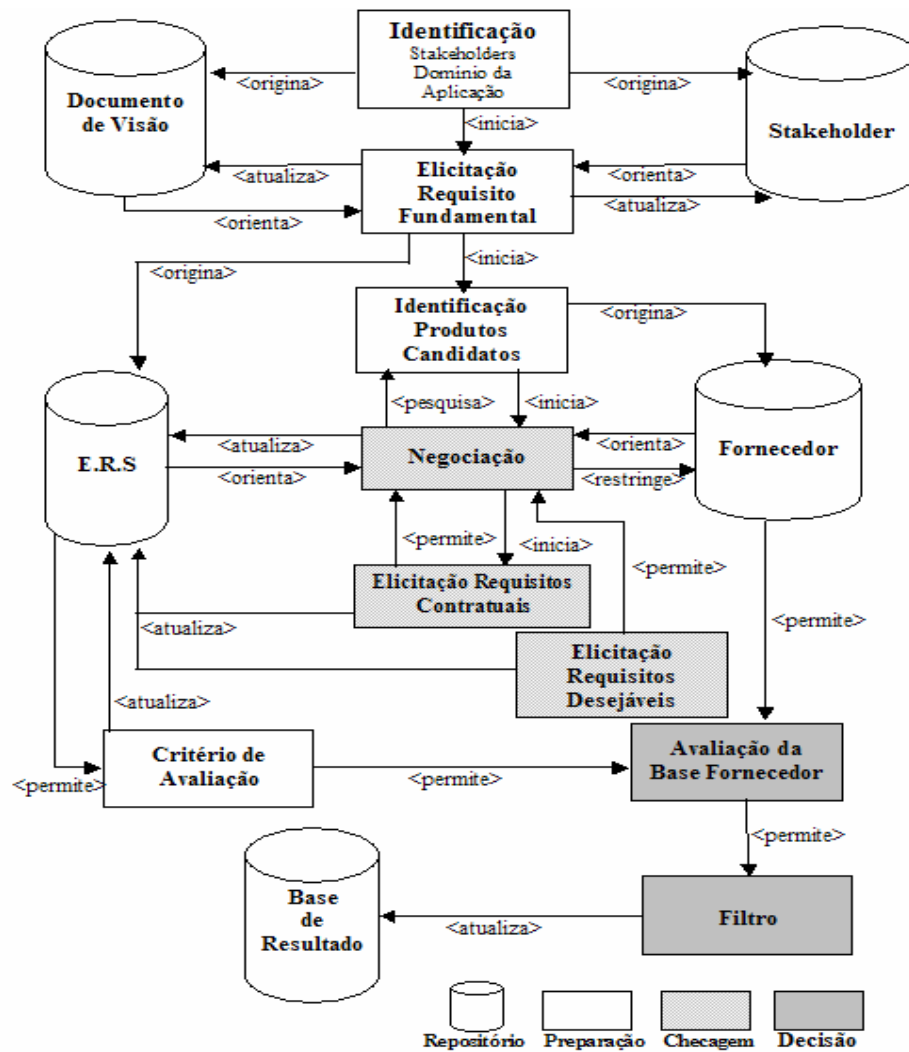 Identificação
Stakeholders
Dominio da
Aplicação
Documento
de Visão
<origina>
<origina>
Stakeholder
<inicia>
Elicitação
Requisito
Fundamental
<atualiza>
<orienta>
<orienta>
<atualiza>
<origina>
<inicia>
Identificação
Produtos
Candidatos
<origina>
<pesquisa>
<inicia>
E.R.S
<atualiza>
<orienta>
Negociação
<orienta>
<restringe>
Fornecedor
<permite>
<inicia>
<permite>
Elicitação Requisitos
Contratuais
<atualiza>
<permite>
Elicitação
Requisitos
Desejáveis
<atualiza>
Critério de
Avaliação
<permite>
<permite>
Avaliação da
Base Fornecedor
<permite>
Base
de
Resultado
<atualiza>
Filtro
Repositório
Preparação
Checagem
Decisão